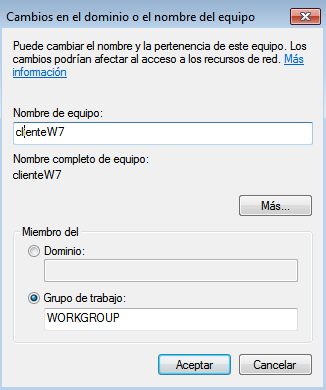 Cambios en el dominio o el nombre del equipo
Puede cambiar el nombre y la pertenencia de este equipo. Los
cambios podrían afectar al acceso a los recursos de red. Más
información
Nombre de equipo:
clienteW7
Nombre completo de equipo:
clienteW7
Más...
Miembro del
Dominio:
Grupo de trabajo:
WORKGROUP
Aceptar
Cancelar